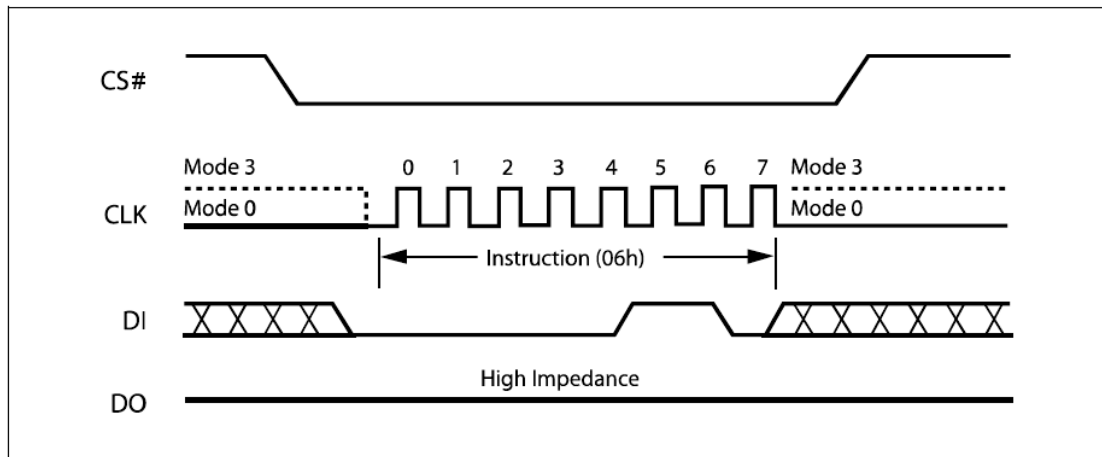 CS#
Mode 3
0 1 2 3 4 5 6 7
Mode 3
CLK
Mode 0
Mode 0
Instruction (06h)
DI
High Impedance
DO